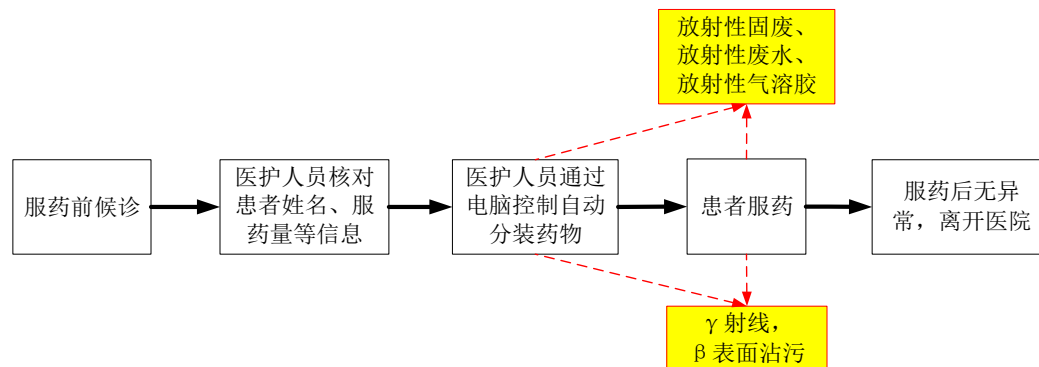 放射性固废、
放射性废水、
放射性气溶胶
服药前候诊
医护人员核对
患者姓名、服
药量等信息
医护人员通过
电脑控制自动
分装药物
患者服药
服药后无异
常，离开医院
γ射线，
β表面沾污